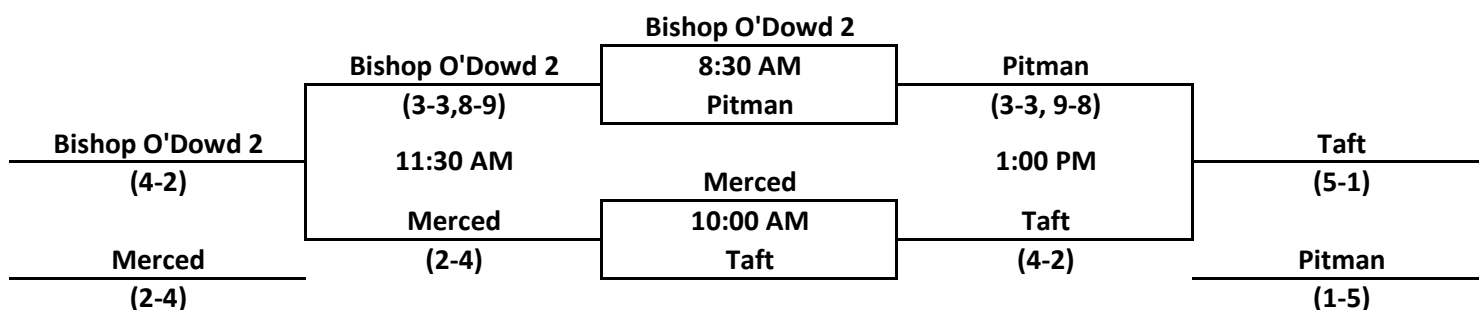 Bishop O'Dowd 2
Bishop O'Dowd 2 8:30 AM Pitman
(3-3,8-9) Pitman (3-3, 9-8)
Bishop O'Dowd 2 11:30 AM 1:00 PM Taft
(4-2) Merced (5-1)
Merced 10:00 AM Taft
Merced (2-4) Taft (4-2) Pitman
(2-4) (1-5)